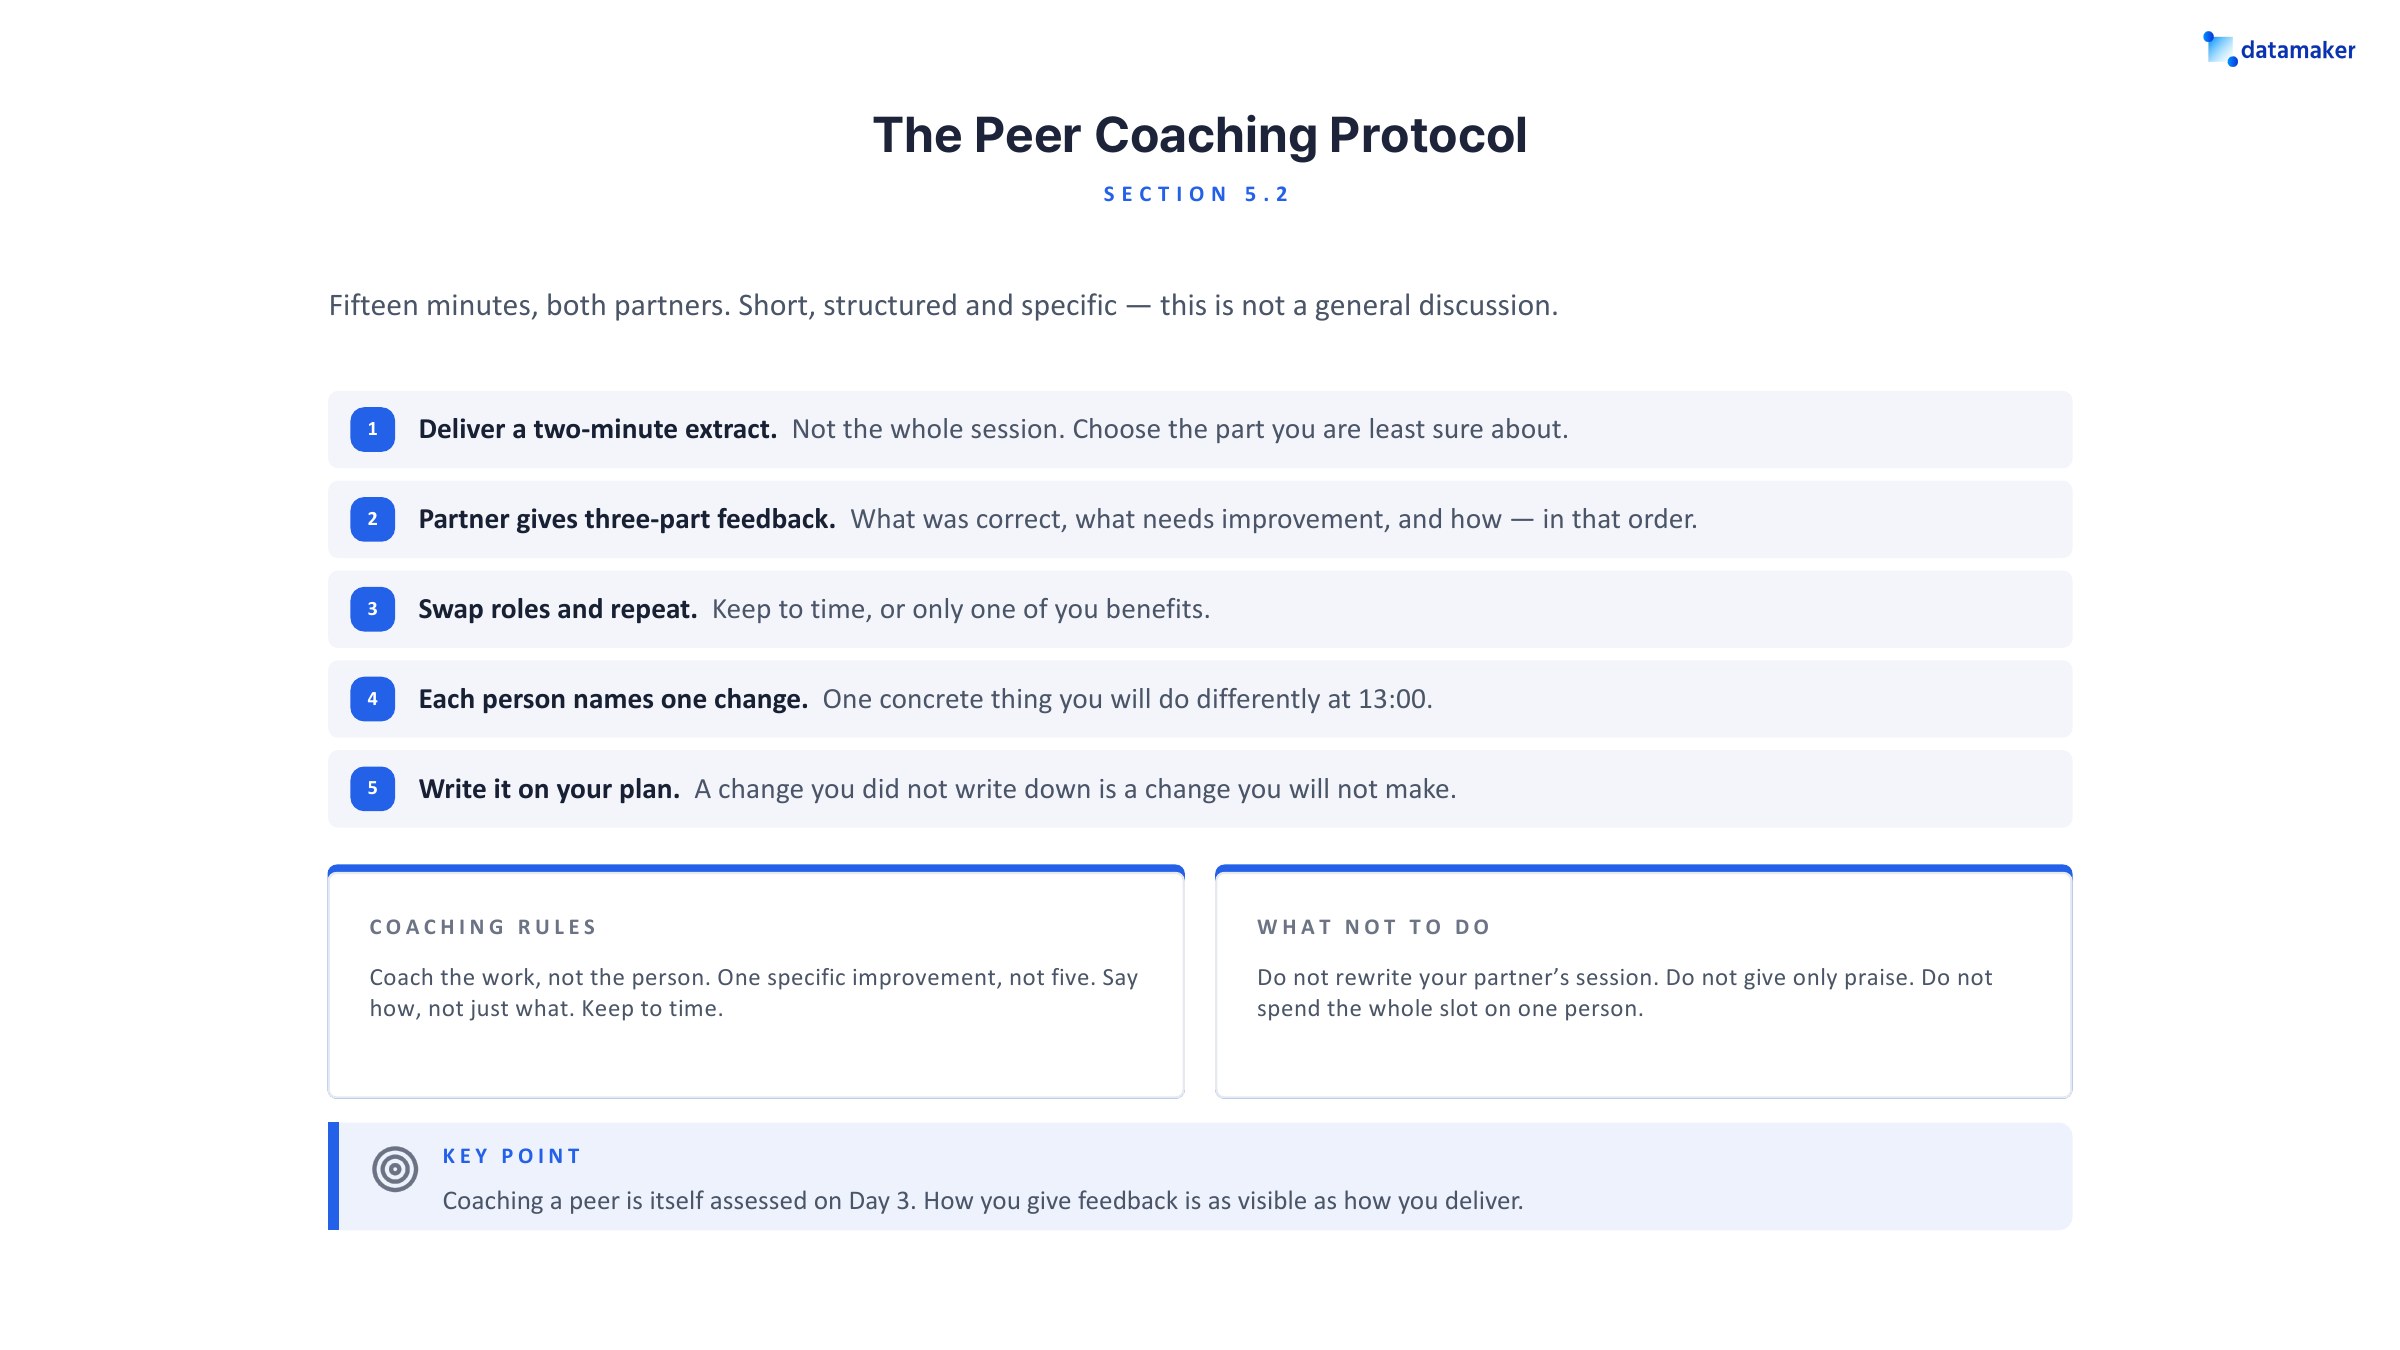 datamaker
The Peer Coaching Protocol
SECTION 5.2
Fifteen minutes, both partners. Short, structured and specific — this is not a general discussion.
1 Deliver a two-minute extract. Not the whole session. Choose the part you are least sure about.
2 Partner gives three-part feedback. What was correct, what needs improvement, and how — in that order.
3 Swap roles and repeat. Keep to time, or only one of you benefits.
4 Each person names one change. One concrete thing you will do differently at 13:00.
5 Write it on your plan. A change you did not write down is a change you will not make.
COACHING RULES
Coach the work, not the person. One specific improvement, not five. Say
how, not just what. Keep to time.
WHAT NOT TO DO
Do not rewrite your partner’s session. Do not give only praise. Do not
spend the whole slot on one person.
KEY POINT
Coaching a peer is itself assessed on Day 3. How you give feedback is as visible as how you deliver.